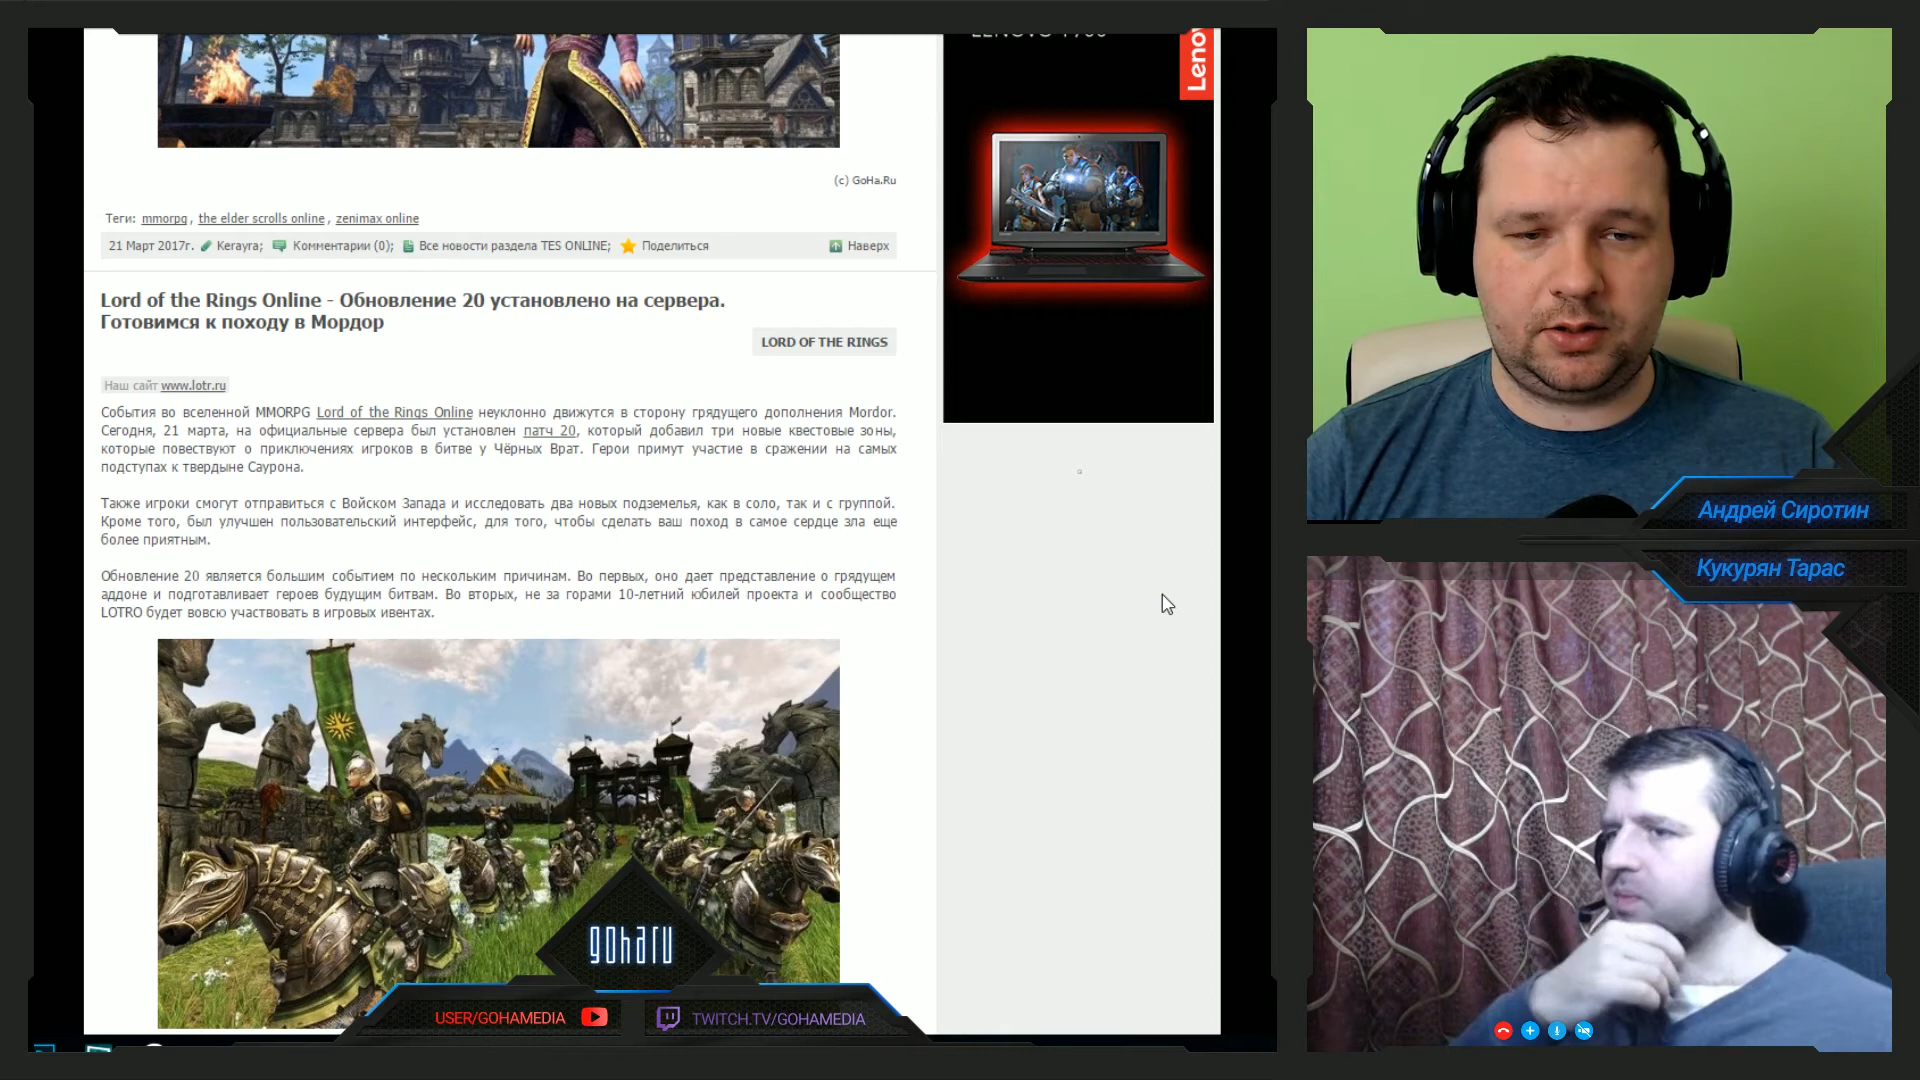 Lenov
(c) GoHa.Ru
Теги: mmorpg, the elder scrolls online, zenimax online
21 Март 2017г. Kerayга; Комментарии (0); Все новости раздела TES ONLINE; Поделиться Наверх
Lord of the Rings Online - Обновление 20 установлено на сервера.
Готовимся к походу в Мордор
LORD OF THE RINGS
Наш сайт www.lotr.ru
События во вселенной MMORPG Lord of the Rings Online неуклонно движутся в сторону грядущего дополнения Mordor.
Сегодня, 21 марта, на официальные сервера был установлен патч 20, который добавил три новые квестовые зоны,
которые повествуют о приключениях игроков в битве у Чёрных Врат. Герои примут участие в сражении на самых
подступах к твердыне Саурона.
Также игроки смогут отправиться с Войском Запада и исследовать два новых подземелья, как в соло, так и с группой.
Кроме того, был улучшен пользовательский интерфейс, для того, чтобы сделать ваш поход в самое сердце зла еще
более приятным.
Обновление 20 является большим событием по нескольким причинам. Во первых, оно дает представление о грядущем
аддоне и подготавливает героев будущим битвам. Во вторых, не за горами 10-летний юбилей проекта и сообщество
LOTRO будет вовсю участвовать в игровых ивентах.
goharu
USER/GOHAMEDIA
TWITCH.TV/GOHAMEDIA
Андрей Сиротин
Кукурян Тарас